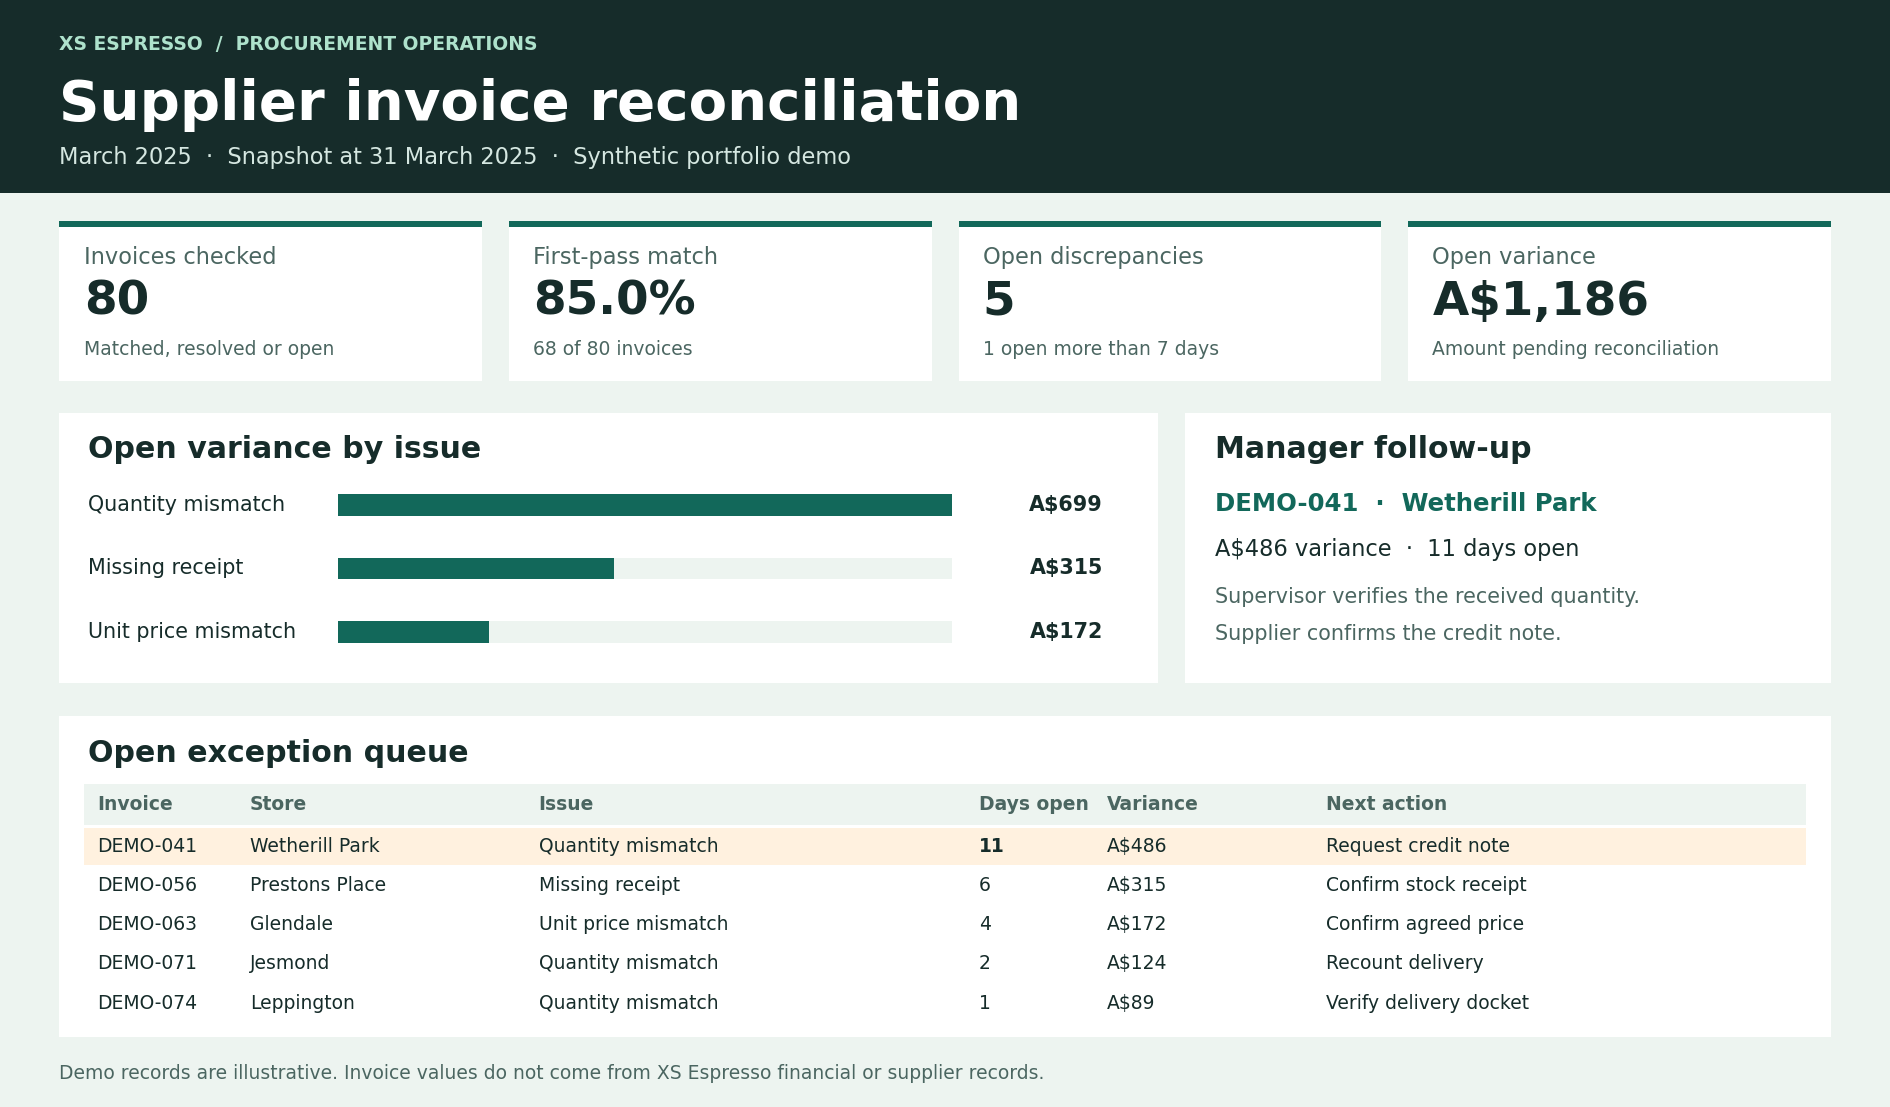 XS ESPRESSO / PROCUREMENT OPERATIONS
Supplier invoice reconciliation
March 2025 · Snapshot at 31 March 2025 · Synthetic portfolio demo
Invoices checked
80
Matched, resolved or open
First-pass match
85.0%
68 of 80 invoices
Open discrepancies
5
1 open more than 7 days
Open variance
A$1,186
Amount pending reconciliation
Open variance by issue
Quantity mismatch A$699
Missing receipt A$315
Unit price mismatch A$172
Manager follow-up
DEMO-041 · Wetherill Park
A$486 variance · 11 days open
Supervisor verifies the received quantity.
Supplier confirms the credit note.
Open exception queue
Invoice Store Issue Days open Variance Next action
DEMO-041 Wetherill Park Quantity mismatch 11 A$486 Request credit note
DEMO-056 Prestons Place Missing receipt 6 A$315 Confirm stock receipt
DEMO-063 Glendale Unit price mismatch 4 A$172 Confirm agreed price
DEMO-071 Jesmond Quantity mismatch 2 A$124 Recount delivery
DEMO-074 Leppington Quantity mismatch 1 A$89 Verify delivery docket
Demo records are illustrative. Invoice values do not come from XS Espresso financial or supplier records.